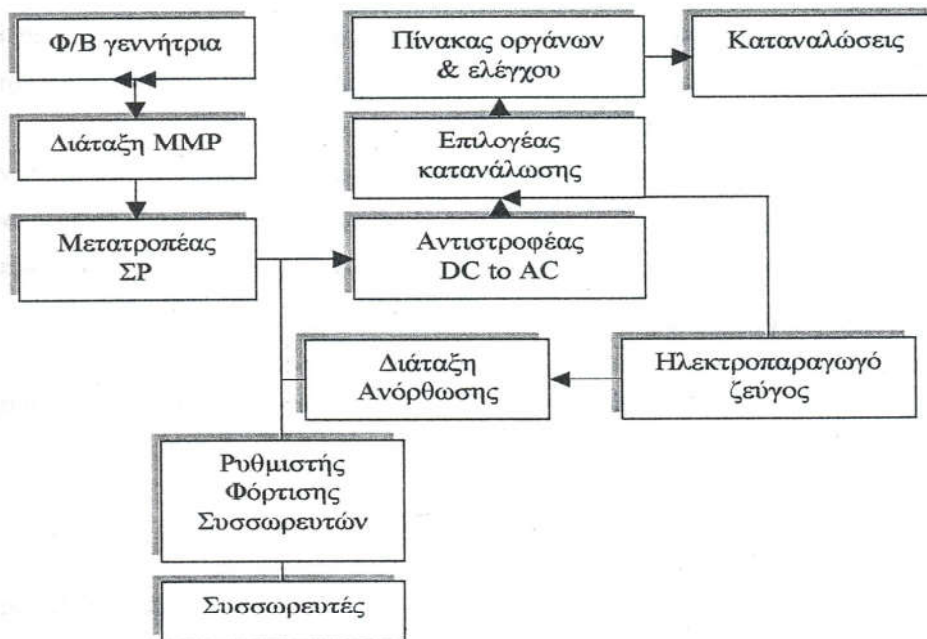 Φ/Β γεννήτρια
Διάταξη ΜΜΡ
Μετατροπέας
ΣΡ
Πίνακας οργάνων
& ελέγχου
Καταναλώσεις
Επιλογέας
κατανάλωσης
Αντιστροφέας
DC to AC
Διάταξη
Ανόρθωσης
Ηλεκτροπαραγωγό
ζεύγος
Ρυθμιστής
Φόρτισης
Συσσωρευτών
Συσσωρευτές